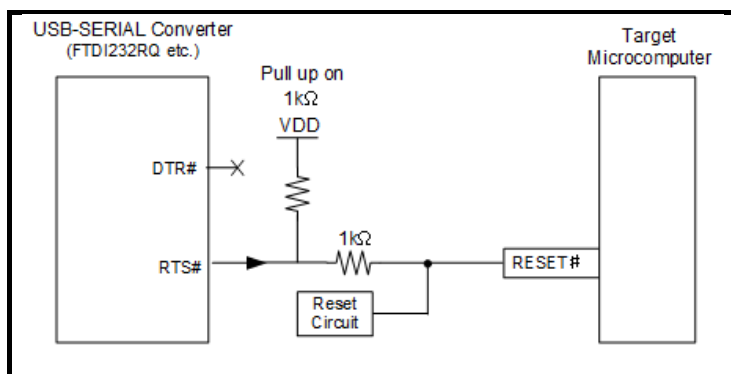 USB-SERIAL Converter
(FTDI232RQ etc.)
Target
Microcomputer
Pull up on
1kΩ
VDD
DTR#
1kΩ
RTS#
RESET#
Reset
Circuit